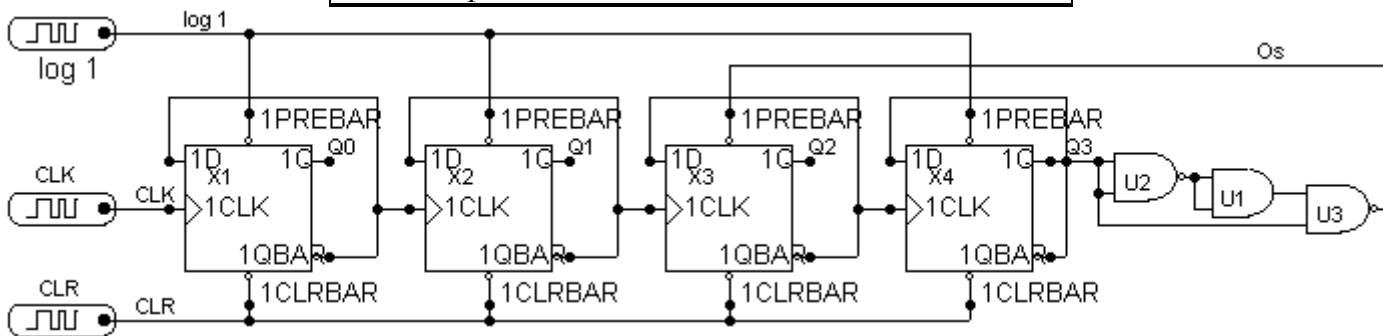 log 1
log 1
Os
1PREBAR
1PREBAR
1PREBAR
1PREBAR
1D
1Q
Q0
1D
1Q
Q1
1D
1Q
Q2
1D
1Q
Q3
X1
X2
X3
X4
U2
U1
U3
CLK
CLK
1CLK
1CLK
1CLK
1CLK
1QBAR
1QBAR
1QBAR
1QBAR
CLR
CLR
1CLRBAR
1CLRBAR
1CLRBAR
1CLRBAR